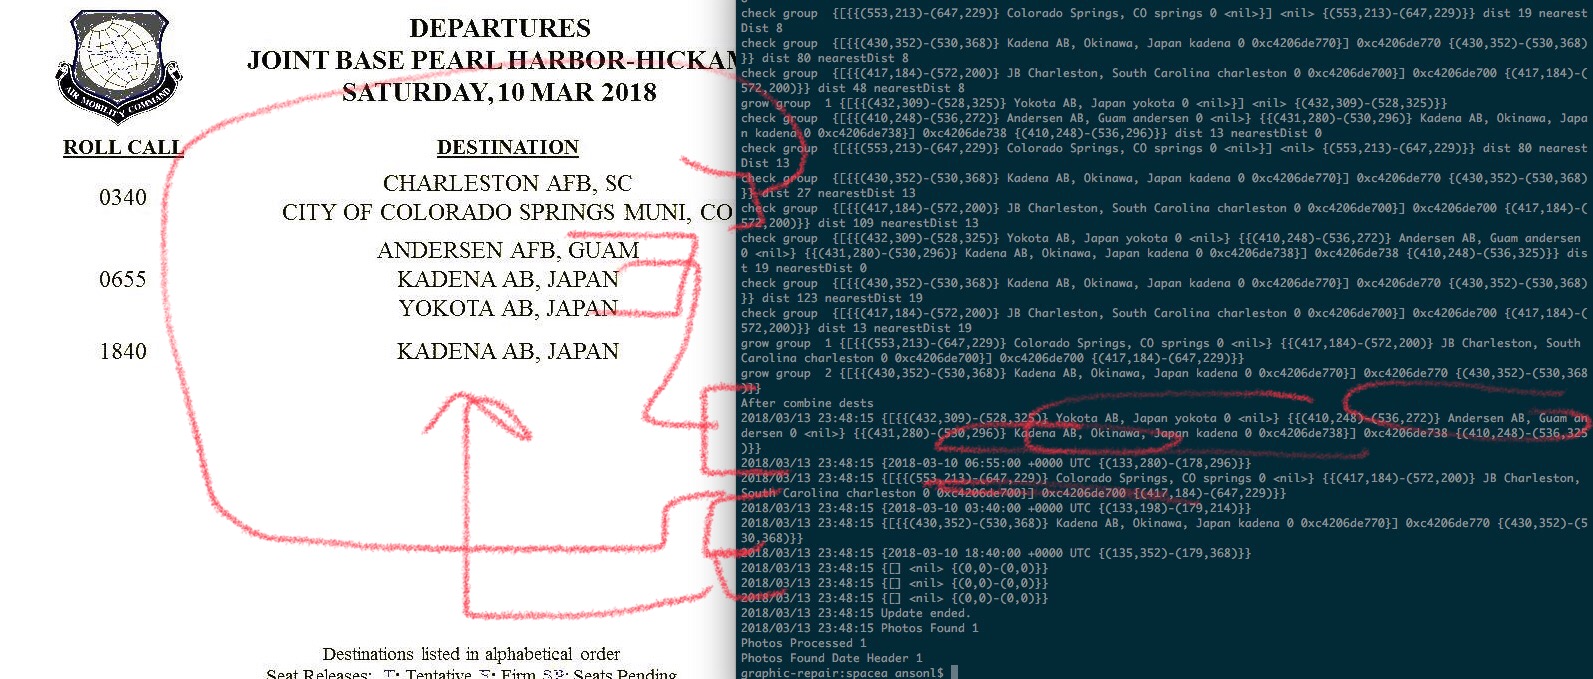 DEPARTURES
JOINT BASE PEARL HARBOR-HICKAM
SATURDAY, 10 MAR 2018
AIR MOBILITY COMMAND
ROLL CALL DESTINATION
0340 CHARLESTON AFB, SC
CITY OF COLORADO SPRINGS MUNI, CO
ANDERSEN AFB, GUAM
0655 KADENA AB, JAPAN
YOKOTA AB, JAPAN
1840 KADENA AB, JAPAN
Destinations listed in alphabetical order
Seat Releases: T: Tentative F: Firm SP: Seats Pending
check group  {[{{(553,213)-(647,229)} Colorado Springs, CO springs 0 <nil>}] <nil> {(553,213)-(647,229)}} dist 19 nearest
Dist 8
check group  {[{{(430,352)-(530,368)} Kadena AB, Okinawa, Japan kadena 0 0xc4206de770}] 0xc4206de770 {(430,352)-(530,368)
}} dist 80 nearestDist 8
check group  {[{{(417,184)-(572,200)} JB Charleston, South Carolina charleston 0 0xc4206de700}] 0xc4206de700 {(417,184)-(
572,200)}} dist 48 nearestDist 8
grow group  1 {[{{(432,309)-(528,325)} Yokota AB, Japan yokota 0 <nil>}] <nil> {(432,309)-(528,325)}}
check group  {[{{(410,248)-(536,272)} Andersen AB, Guam andersen 0 <nil>} {{(431,280)-(530,296)} Kadena AB, Okinawa, Japa
n kadena 0 0xc4206de738}] 0xc4206de738 {(410,248)-(536,296)}} dist 13 nearestDist 0
check group  {[{{(553,213)-(647,229)} Colorado Springs, CO springs 0 <nil>}] <nil> {(553,213)-(647,229)}} dist 80 nearest
Dist 13
check group  {[{{(430,352)-(530,368)} Kadena AB, Okinawa, Japan kadena 0 0xc4206de770}] 0xc4206de770 {(430,352)-(530,368)
}} dist 27 nearestDist 13
check group  {[{{(417,184)-(572,200)} JB Charleston, South Carolina charleston 0 0xc4206de700}] 0xc4206de700 {(417,184)-(
572,200)}} dist 109 nearestDist 13
check group  {[{{(432,309)-(528,325)} Yokota AB, Japan yokota 0 <nil>} {{(410,248)-(536,272)} Andersen AB, Guam andersen
0 <nil>} {{(431,280)-(530,296)} Kadena AB, Okinawa, Japan kadena 0 0xc4206de738}] 0xc4206de738 {(410,248)-(536,325)}} dis
t 19 nearestDist 0
check group  {[{{(430,352)-(530,368)} Kadena AB, Okinawa, Japan kadena 0 0xc4206de770}] 0xc4206de770 {(430,352)-(530,368)
}} dist 123 nearestDist 19
check group  {[{{(417,184)-(572,200)} JB Charleston, South Carolina charleston 0 0xc4206de700}] 0xc4206de700 {(417,184)-(
572,200)}} dist 13 nearestDist 19
grow group  1 {[{{(553,213)-(647,229)} Colorado Springs, CO springs 0 <nil>} {{(417,184)-(572,200)} JB Charleston, South
Carolina charleston 0 0xc4206de700}] 0xc4206de700 {(417,184)-(647,229)}}
grow group  2 {[{{(430,352)-(530,368)} Kadena AB, Okinawa, Japan kadena 0 0xc4206de770}] 0xc4206de770 {(430,352)-(530,368
)}}
After combine dests
2018/03/13 23:48:15 {[{{(432,309)-(528,325)} Yokota AB, Japan yokota 0 <nil>} {{(410,248)-(536,272)} Andersen AB, Guam an
dersen 0 <nil>} {{(431,280)-(530,296)} Kadena AB, Okinawa, Japan kadena 0 0xc4206de738}] 0xc4206de738 {(410,248)-(536,325
)}}
2018/03/13 23:48:15 {2018-03-10 06:55:00 +0000 UTC {(133,280)-(178,296)}}
2018/03/13 23:48:15 {[{{(553,213)-(647,229)} Colorado Springs, CO springs 0 <nil>} {{(417,184)-(572,200)} JB Charleston,
South Carolina charleston 0 0xc4206de700}] 0xc4206de700 {(417,184)-(647,229)}}
2018/03/13 23:48:15 {2018-03-10 03:40:00 +0000 UTC {(133,198)-(179,214)}}
2018/03/13 23:48:15 {[{{(430,352)-(530,368)} Kadena AB, Okinawa, Japan kadena 0 0xc4206de770}] 0xc4206de770 {(430,352)-(5
30,368)}}
2018/03/13 23:48:15 {2018-03-10 18:40:00 +0000 UTC {(135,352)-(179,368)}}
2018/03/13 23:48:15 {[] <nil> {(0,0)-(0,0)}}
2018/03/13 23:48:15 {[] <nil> {(0,0)-(0,0)}}
2018/03/13 23:48:15 {[] <nil> {(0,0)-(0,0)}}
2018/03/13 23:48:15 Update ended.
2018/03/13 23:48:15 Photos Found 1
Photos Processed 1
Photos Found Date Header 1
graphic-repair:spacea ansonl$